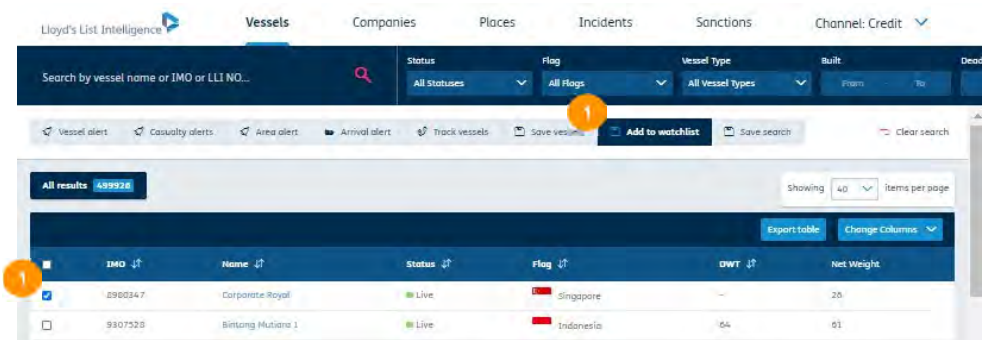 Lloyd's List Intelligence
Vessels Companies Places Incidents Sanctions Channel: Credit
Search by vessel name or IMO or LLI NO...
Status Flag Vessel Type Built Dead
All Statuses All Flags All Vessel Types From To
1
Vessel alert Casualty alerts Area alert Arrival alert Track vessels Save vessels Add to watchlist Save search Clear search
All results 499928
Showing 40 items per page
Export table Change Columns
1
IMO Name Status Flag DWT Net Weight
8980347 Corporate Royal Live Singapore - 28
9307528 Bintang Mutiara 1 Live Indonesia 64 61